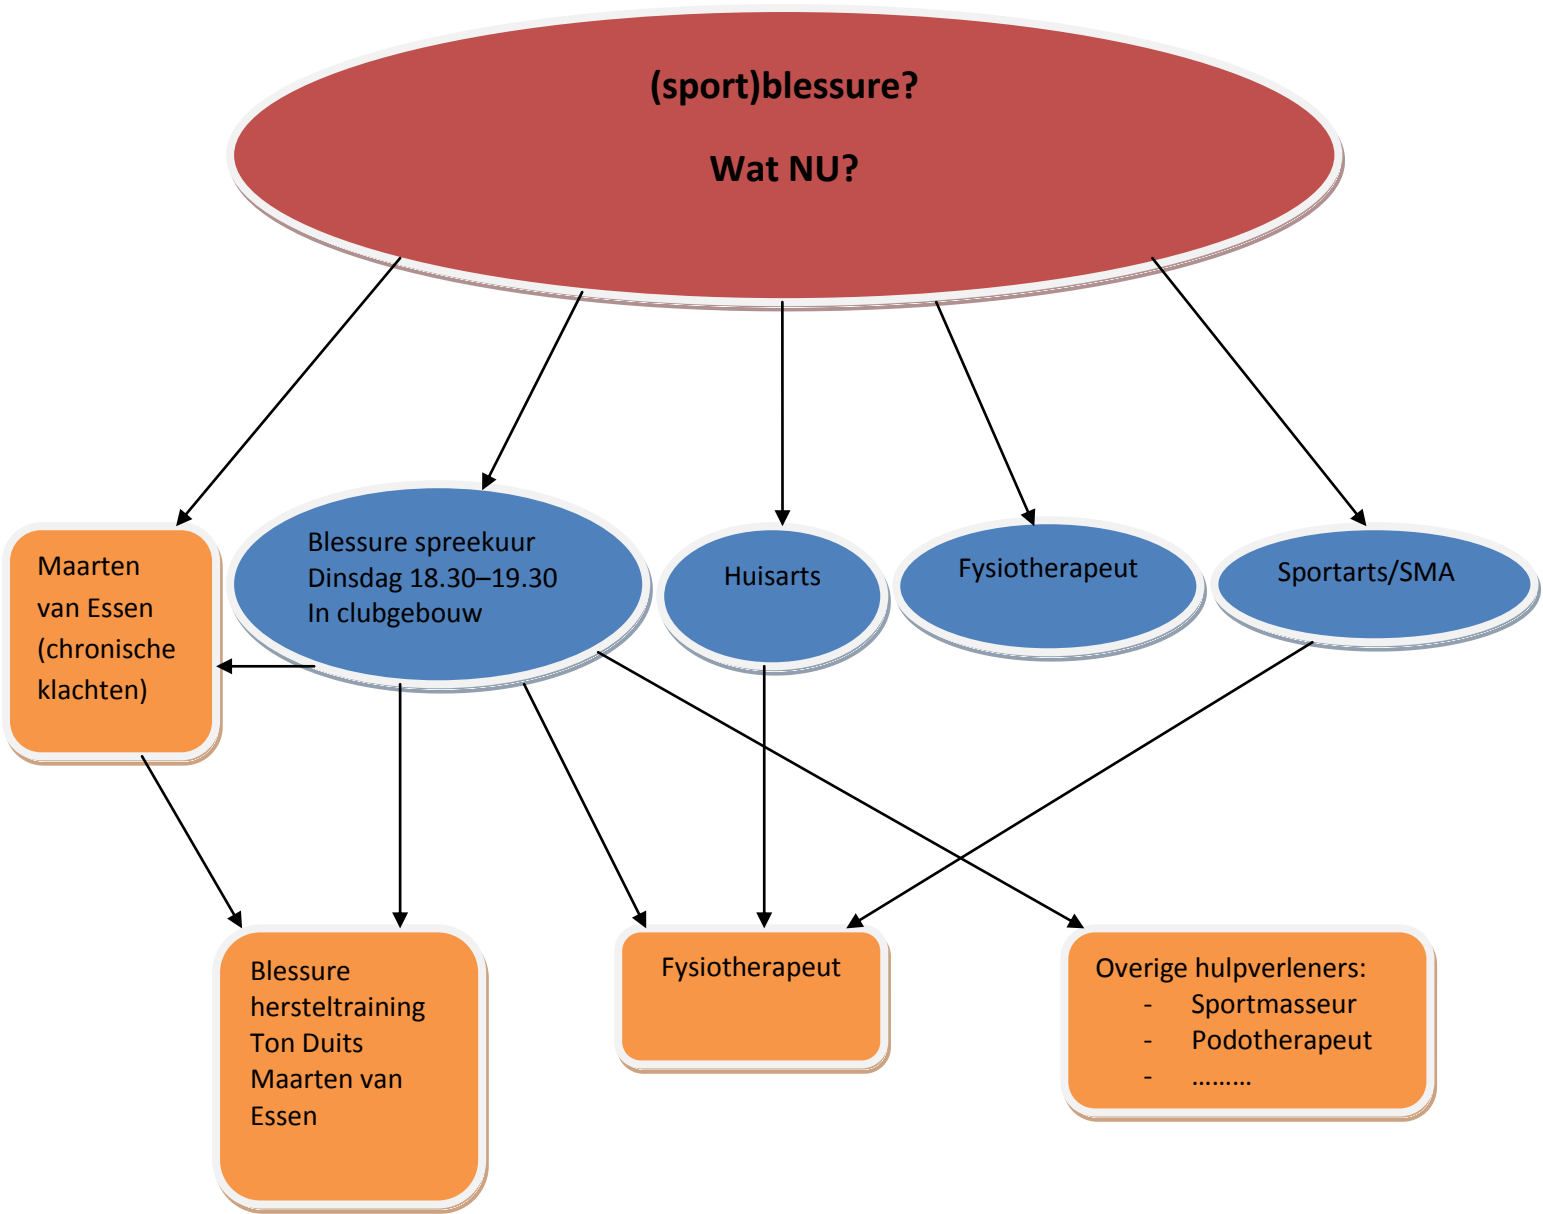 (sport)blessure?
Wat NU?
Maarten
van Essen
(chronische
klachten)
Blessure spreekuur
Dinsdag 18.30–19.30
In clubgebouw
Huisarts
Fysiotherapeut
Sportarts/SMA
Blessure
hersteltraining
Ton Duits
Maarten van
Essen
Fysiotherapeut
Overige hulpverleners:
- Sportmasseur
- Podotherapeut
- ………